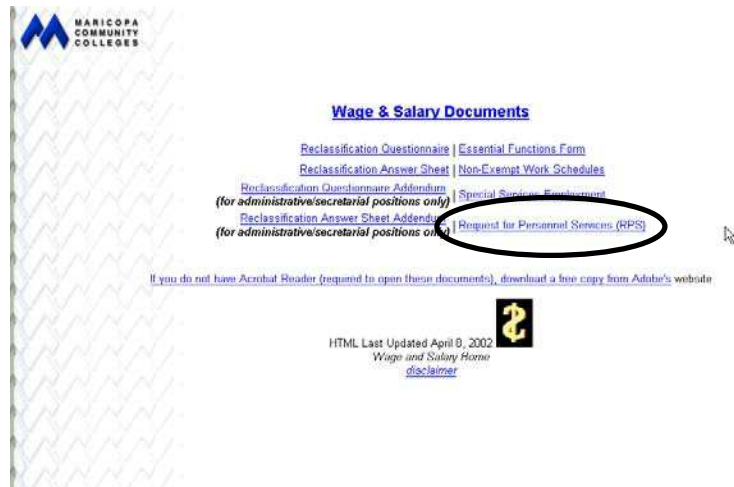 MARICOPA
COMMUNITY
COLLEGES
Wage & Salary Documents
Reclassification Questionnaire | Essential Functions Form
Reclassification Answer Sheet | Non-Exempt Work Schedules
Reclassification Questionnaire Addendum
(for administrative/secretarial positions only) | Special Services Employment
Reclassification Answer Sheet Addendum
(for administrative/secretarial positions only) | Request for Personnel Services (RPS)
If you do not have Acrobat Reader (required to open these documents), download a free copy from Adobe's website
HTML Last Updated April 8, 2002
Wage and Salary Home
disclaimer